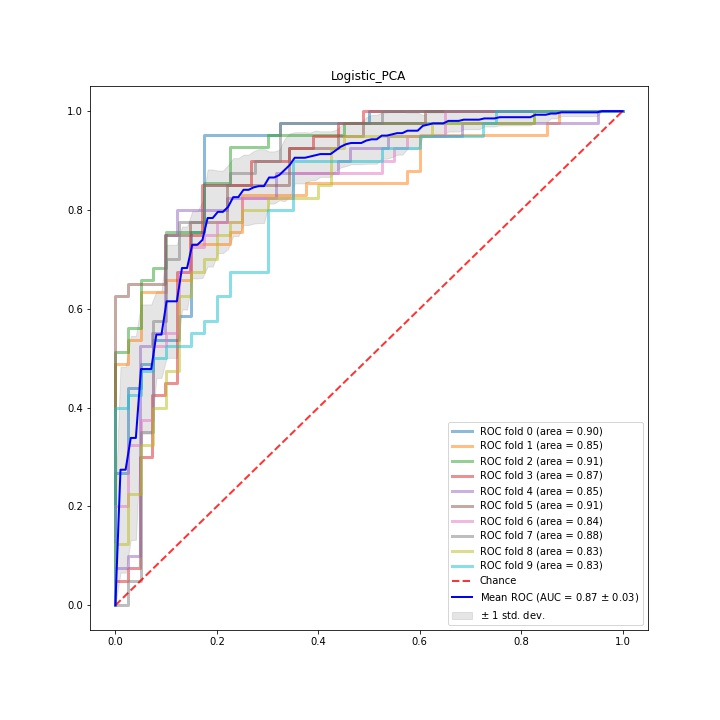 Logistic_PCA
1.0
0.8
0.6
0.4
0.2
0.0
ROC fold 0 (area = 0.90)
ROC fold 1 (area = 0.85)
ROC fold 2 (area = 0.91)
ROC fold 3 (area = 0.87)
ROC fold 4 (area = 0.85)
ROC fold 5 (area = 0.91)
ROC fold 6 (area = 0.84)
ROC fold 7 (area = 0.88)
ROC fold 8 (area = 0.83)
ROC fold 9 (area = 0.83)
Chance
Mean ROC (AUC = 0.87 ± 0.03)
± 1 std. dev.
0.0 0.2 0.4 0.6 0.8 1.0